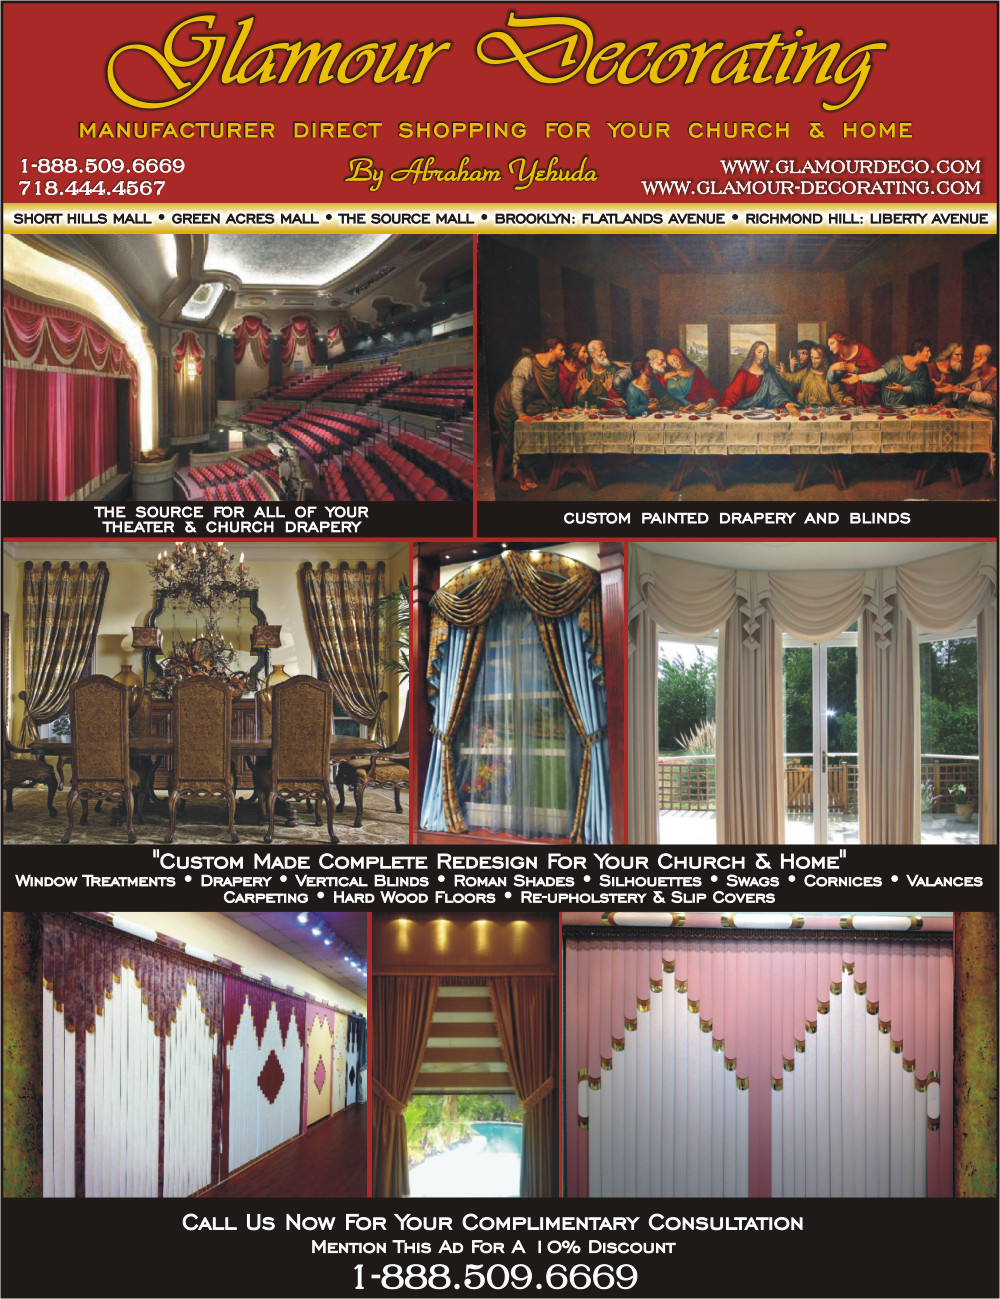 Glamour Decorating
MANUFACTURER DIRECT SHOPPING FOR YOUR CHURCH & HOME
1-888.509.6669
718.444.4567
By Abraham Yehuda
WWW.GLAMOURDECO.COM
WWW.GLAMOUR-DECORATING.COM
SHORT HILLS MALL • GREEN ACRES MALL • THE SOURCE MALL • BROOKLYN: FLATLANDS AVENUE • RICHMOND HILL: LIBERTY AVENUE
THE SOURCE FOR ALL OF YOUR
THEATER & CHURCH DRAPERY
CUSTOM PAINTED DRAPERY AND BLINDS
"CUSTOM MADE COMPLETE REDESIGN FOR YOUR CHURCH & HOME"
WINDOW TREATMENTS • DRAPERY • VERTICAL BLINDS • ROMAN SHADES • SILHOUETTES • SWAGS • CORNICES • VALANCES
CARPETING • HARD WOOD FLOORS • RE-UPHOLSTERY & SLIP COVERS
CALL US NOW FOR YOUR COMPLIMENTARY CONSULTATION
MENTION THIS AD FOR A 10% DISCOUNT
1-888.509.6669